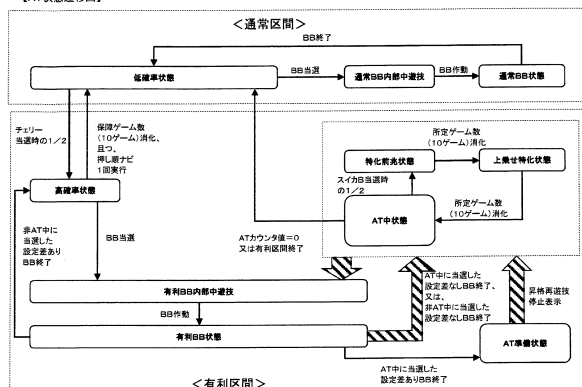 ＜通常区間＞
BB終了
低確率状態
BB当選
通常BB内部中遊技
BB作動
通常BB状態
チェリー
当選時の1／2
保障ゲーム数
(10ゲーム)消化、
且つ、
押し順ナビ
1回実行
高確率状態
非AT中に
当選した
設定差あり
BB終了
BB当選
ATカウンタ値=0
又は有利区間終了
特化前兆状態
所定ゲーム数
(10ゲーム)消化
上乗せ特化状態
スイカB当選時
の1／2
AT中状態
所定ゲーム数
(10ゲーム)消化
有利BB内部中遊技
BB作動
有利BB状態
AT中に当選した
設定差なしBB終了、
又は、
非AT中に当選した
設定差なしBB終了
昇格再遊技
停止表示
AT準備状態
AT中に当選した
設定差ありBB終了
＜有利区間＞